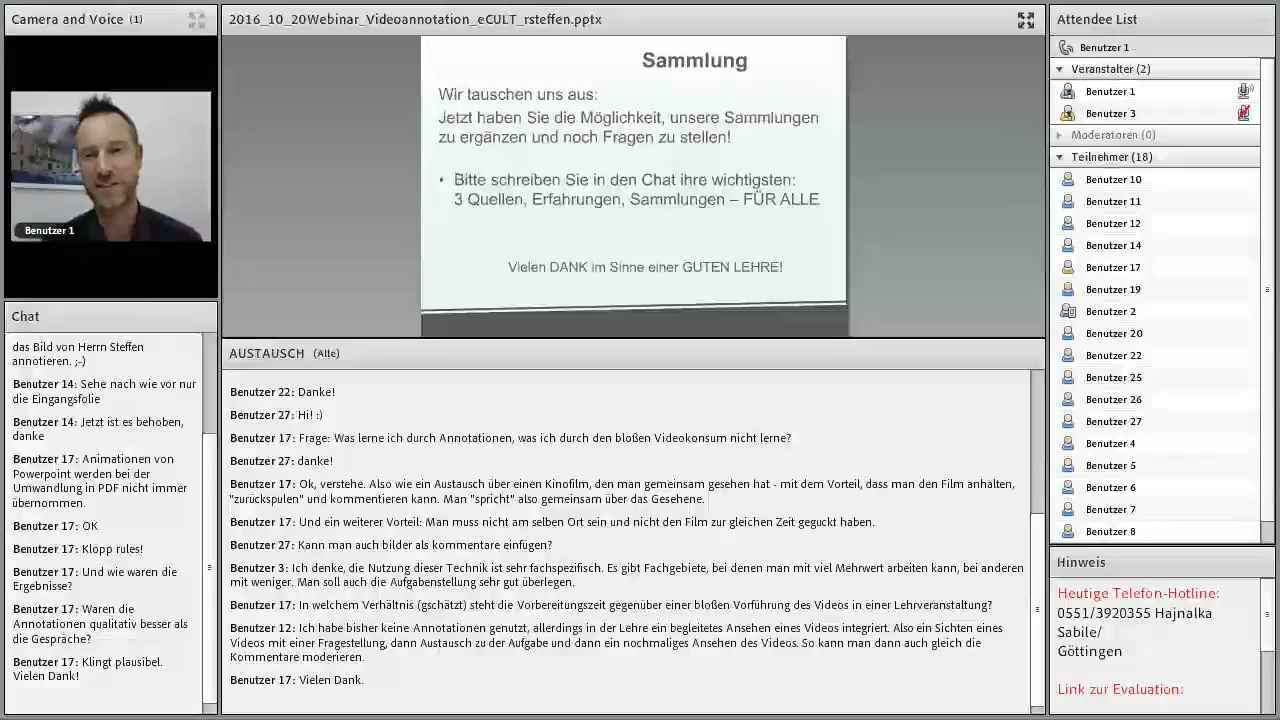 Camera and Voice (1)
Benutzer 1
Chat
das Bild von Herrn Steffen
annotieren. ;-)
Benutzer 14: Sehe nach wie vor nur
die Eingangsfolie
Benutzer 14: Jetzt ist es behoben,
danke
Benutzer 17: Animationen von
Powerpoint werden bei der
Umwandlung in PDF nicht immer
übernommen.
Benutzer 17: OK
Benutzer 17: Klopp rules!
Benutzer 17: Und wie waren die
Ergebnisse?
Benutzer 17: Waren die
Annotationen qualitativ besser als
die Gespräche?
Benutzer 17: Klingt plausibel.
Vielen Dank!
2016_10_20Webinar_Videoannotation_eCULT_rsteffen.pptx
Sammlung
Wir tauschen uns aus:
Jetzt haben Sie die Möglichkeit, unsere Sammlungen
zu ergänzen und noch Fragen zu stellen!
• Bitte schreiben Sie in den Chat ihre wichtigsten:
3 Quellen, Erfahrungen, Sammlungen – FÜR ALLE
Vielen DANK im Sinne einer GUTEN LEHRE!
AUSTAUSCH (Alle)
Benutzer 22: Danke!
Benutzer 27: Hi! :)
Benutzer 17: Frage: Was lerne ich durch Annotationen, was ich durch den bloßen Videokonsum nicht lerne?
Benutzer 27: danke!
Benutzer 17: Ok, verstehe. Also wie ein Austausch über einen Kinofilm, den man gemeinsam gesehen hat - mit dem Vorteil, dass man den Film anhalten,
"zurückspulen" und kommentieren kann. Man "spricht" also gemeinsam über das Gesehene.
Benutzer 17: Und ein weiterer Vorteil: Man muss nicht am selben Ort sein und nicht den Film zur gleichen Zeit geguckt haben.
Benutzer 27: Kann man auch bilder als kommentare einfügen?
Benutzer 3: Ich denke, die Nutzung dieser Technik ist sehr fachspezifisch. Es gibt Fachgebiete, bei denen man mit viel Mehrwert arbeiten kann, bei anderen
mit weniger. Man soll auch die Aufgabenstellung sehr gut überlegen.
Benutzer 17: In welchem Verhältnis (gschätzt) steht die Vorbereitungszeit gegenüber einer bloßen Vorführung des Videos in einer Lehrveranstaltung?
Benutzer 12: Ich habe bisher keine Annotationen genutzt, allerdings in der Lehre ein begleitetes Ansehen eines Videos integriert. Also ein Sichten eines
Videos mit einer Fragestellung, dann Austausch zu der Aufgabe und dann ein nochmaliges Ansehen des Videos. So kann man dann auch gleich die
Kommentare moderieren.
Benutzer 17: Vielen Dank.
Attendee List
Benutzer 1
Veranstalter (2)
Benutzer 1
Benutzer 3
Moderatoren (0)
Teilnehmer (18)
Benutzer 10
Benutzer 11
Benutzer 12
Benutzer 14
Benutzer 17
Benutzer 19
Benutzer 2
Benutzer 20
Benutzer 22
Benutzer 25
Benutzer 26
Benutzer 27
Benutzer 4
Benutzer 5
Benutzer 6
Benutzer 7
Benutzer 8
Hinweis
Heutige Telefon-Hotline:
0551/3920355 Hajnalka
Sabile/
Göttingen
Link zur Evaluation: